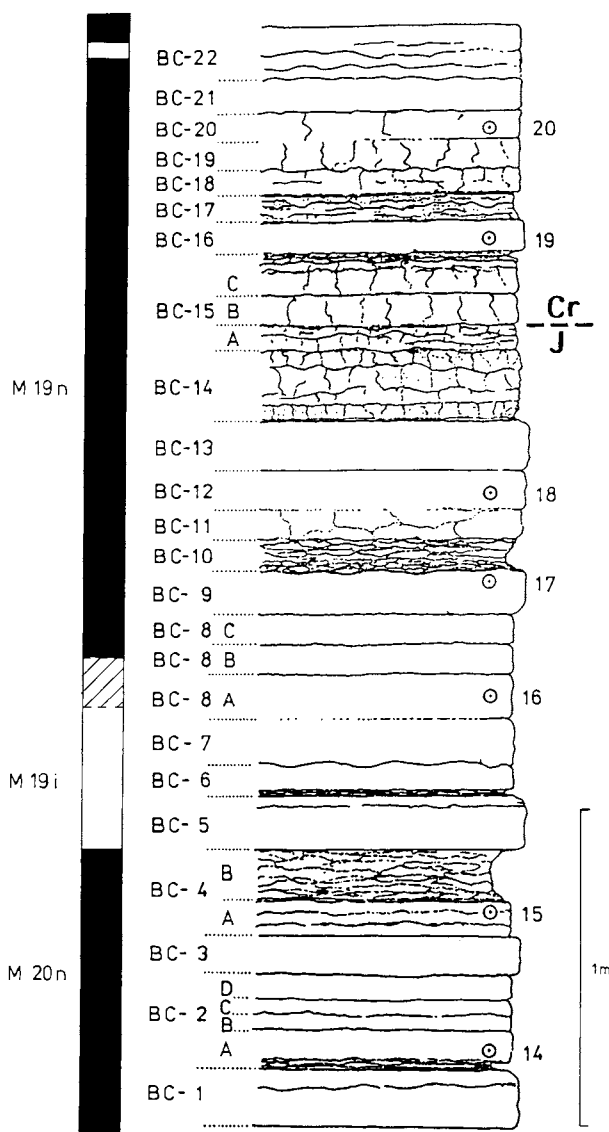 BC-22
BC-21
BC-20 20
BC-19
BC-18
BC-17
BC-16 19
C
BC-15 B Cr
A J
M 19 n BC-14
BC-13
BC-12 18
BC-11
BC-10
BC- 9 17
BC- 8 C
BC- 8 B
BC- 8 A 16
BC- 7
M 19 i BC- 6
BC- 5
B
BC- 4
A 15
BC- 3
M 20 n 1m
D
C
BC- 2
B
A 14
BC- 1